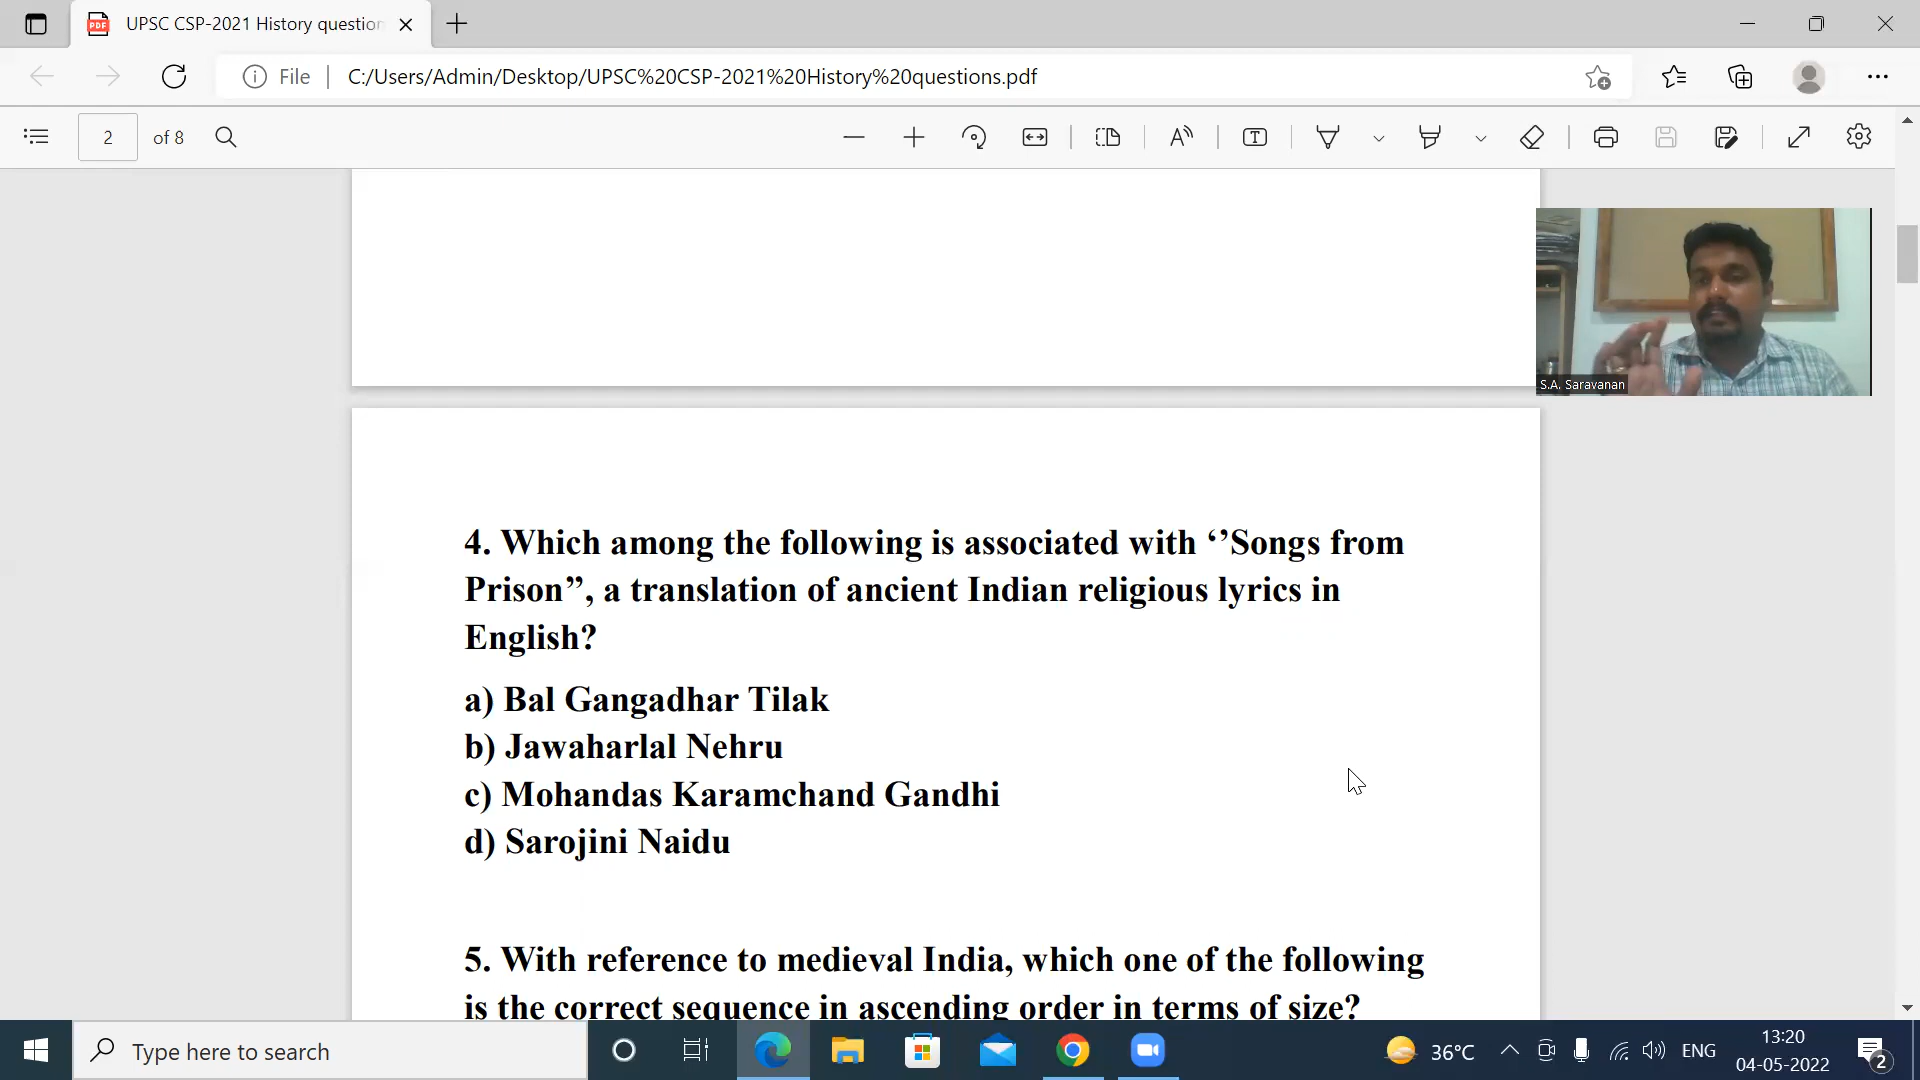 UPSC CSP-2021 History question
File
C:/Users/Admin/Desktop/UPSC%20CSP-2021%20History%20questions.pdf
2 of 8
S.A. Saravanan
4. Which among the following is associated with ‘’Songs from
Prison”, a translation of ancient Indian religious lyrics in
English?
a) Bal Gangadhar Tilak
b) Jawaharlal Nehru
c) Mohandas Karamchand Gandhi
d) Sarojini Naidu
5. With reference to medieval India, which one of the following
is the correct sequence in ascending order in terms of size?
Type here to search
36°C
ENG
13:20
04-05-2022
2